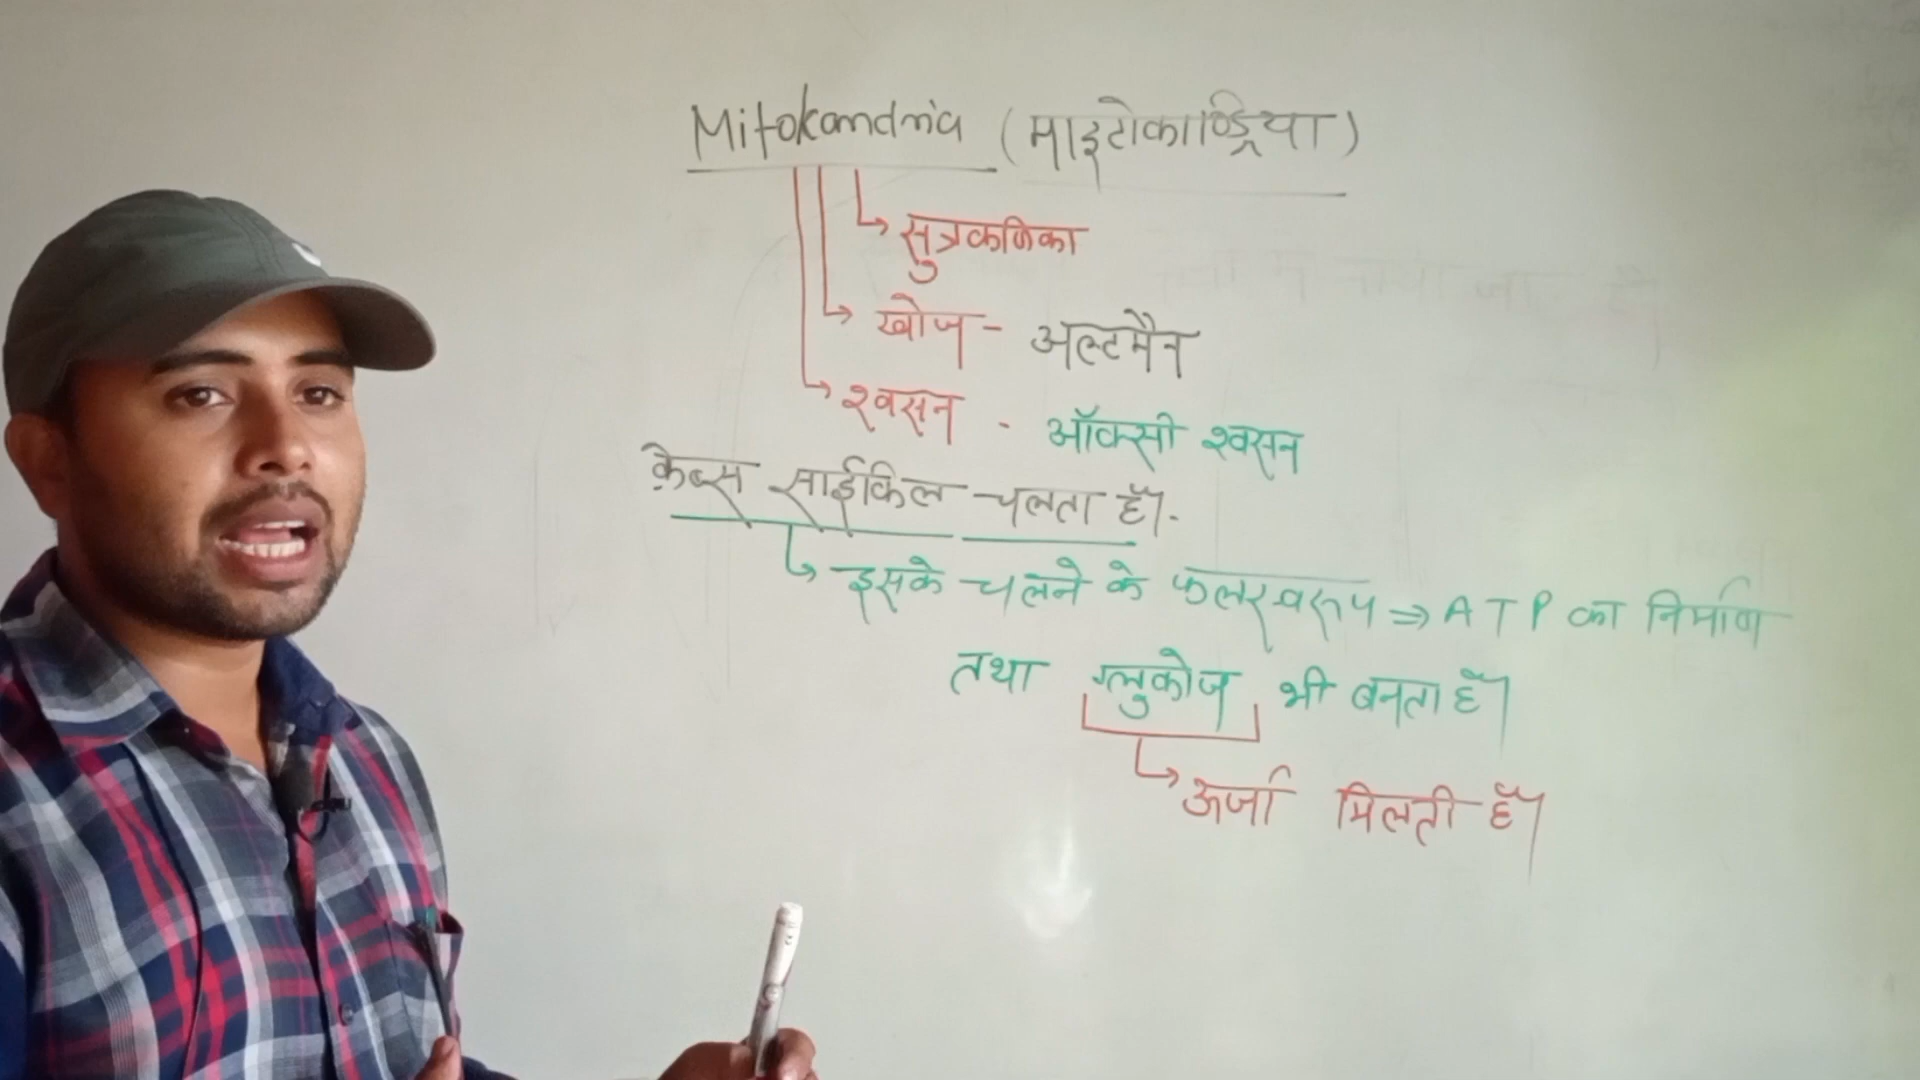 Mitokandria (माइटोकाण्ड्रिया)
सुत्रकणिका
खोज - अल्टमैन
श्वसन - ऑक्सी श्वसन
क्रेब्स साईकिल चलता है।
इसके चलने के फलस्वरूप ⇒ ATP का निर्माण
तथा ग्लुकोज भी बनता है।
ऊर्जा मिलती है।